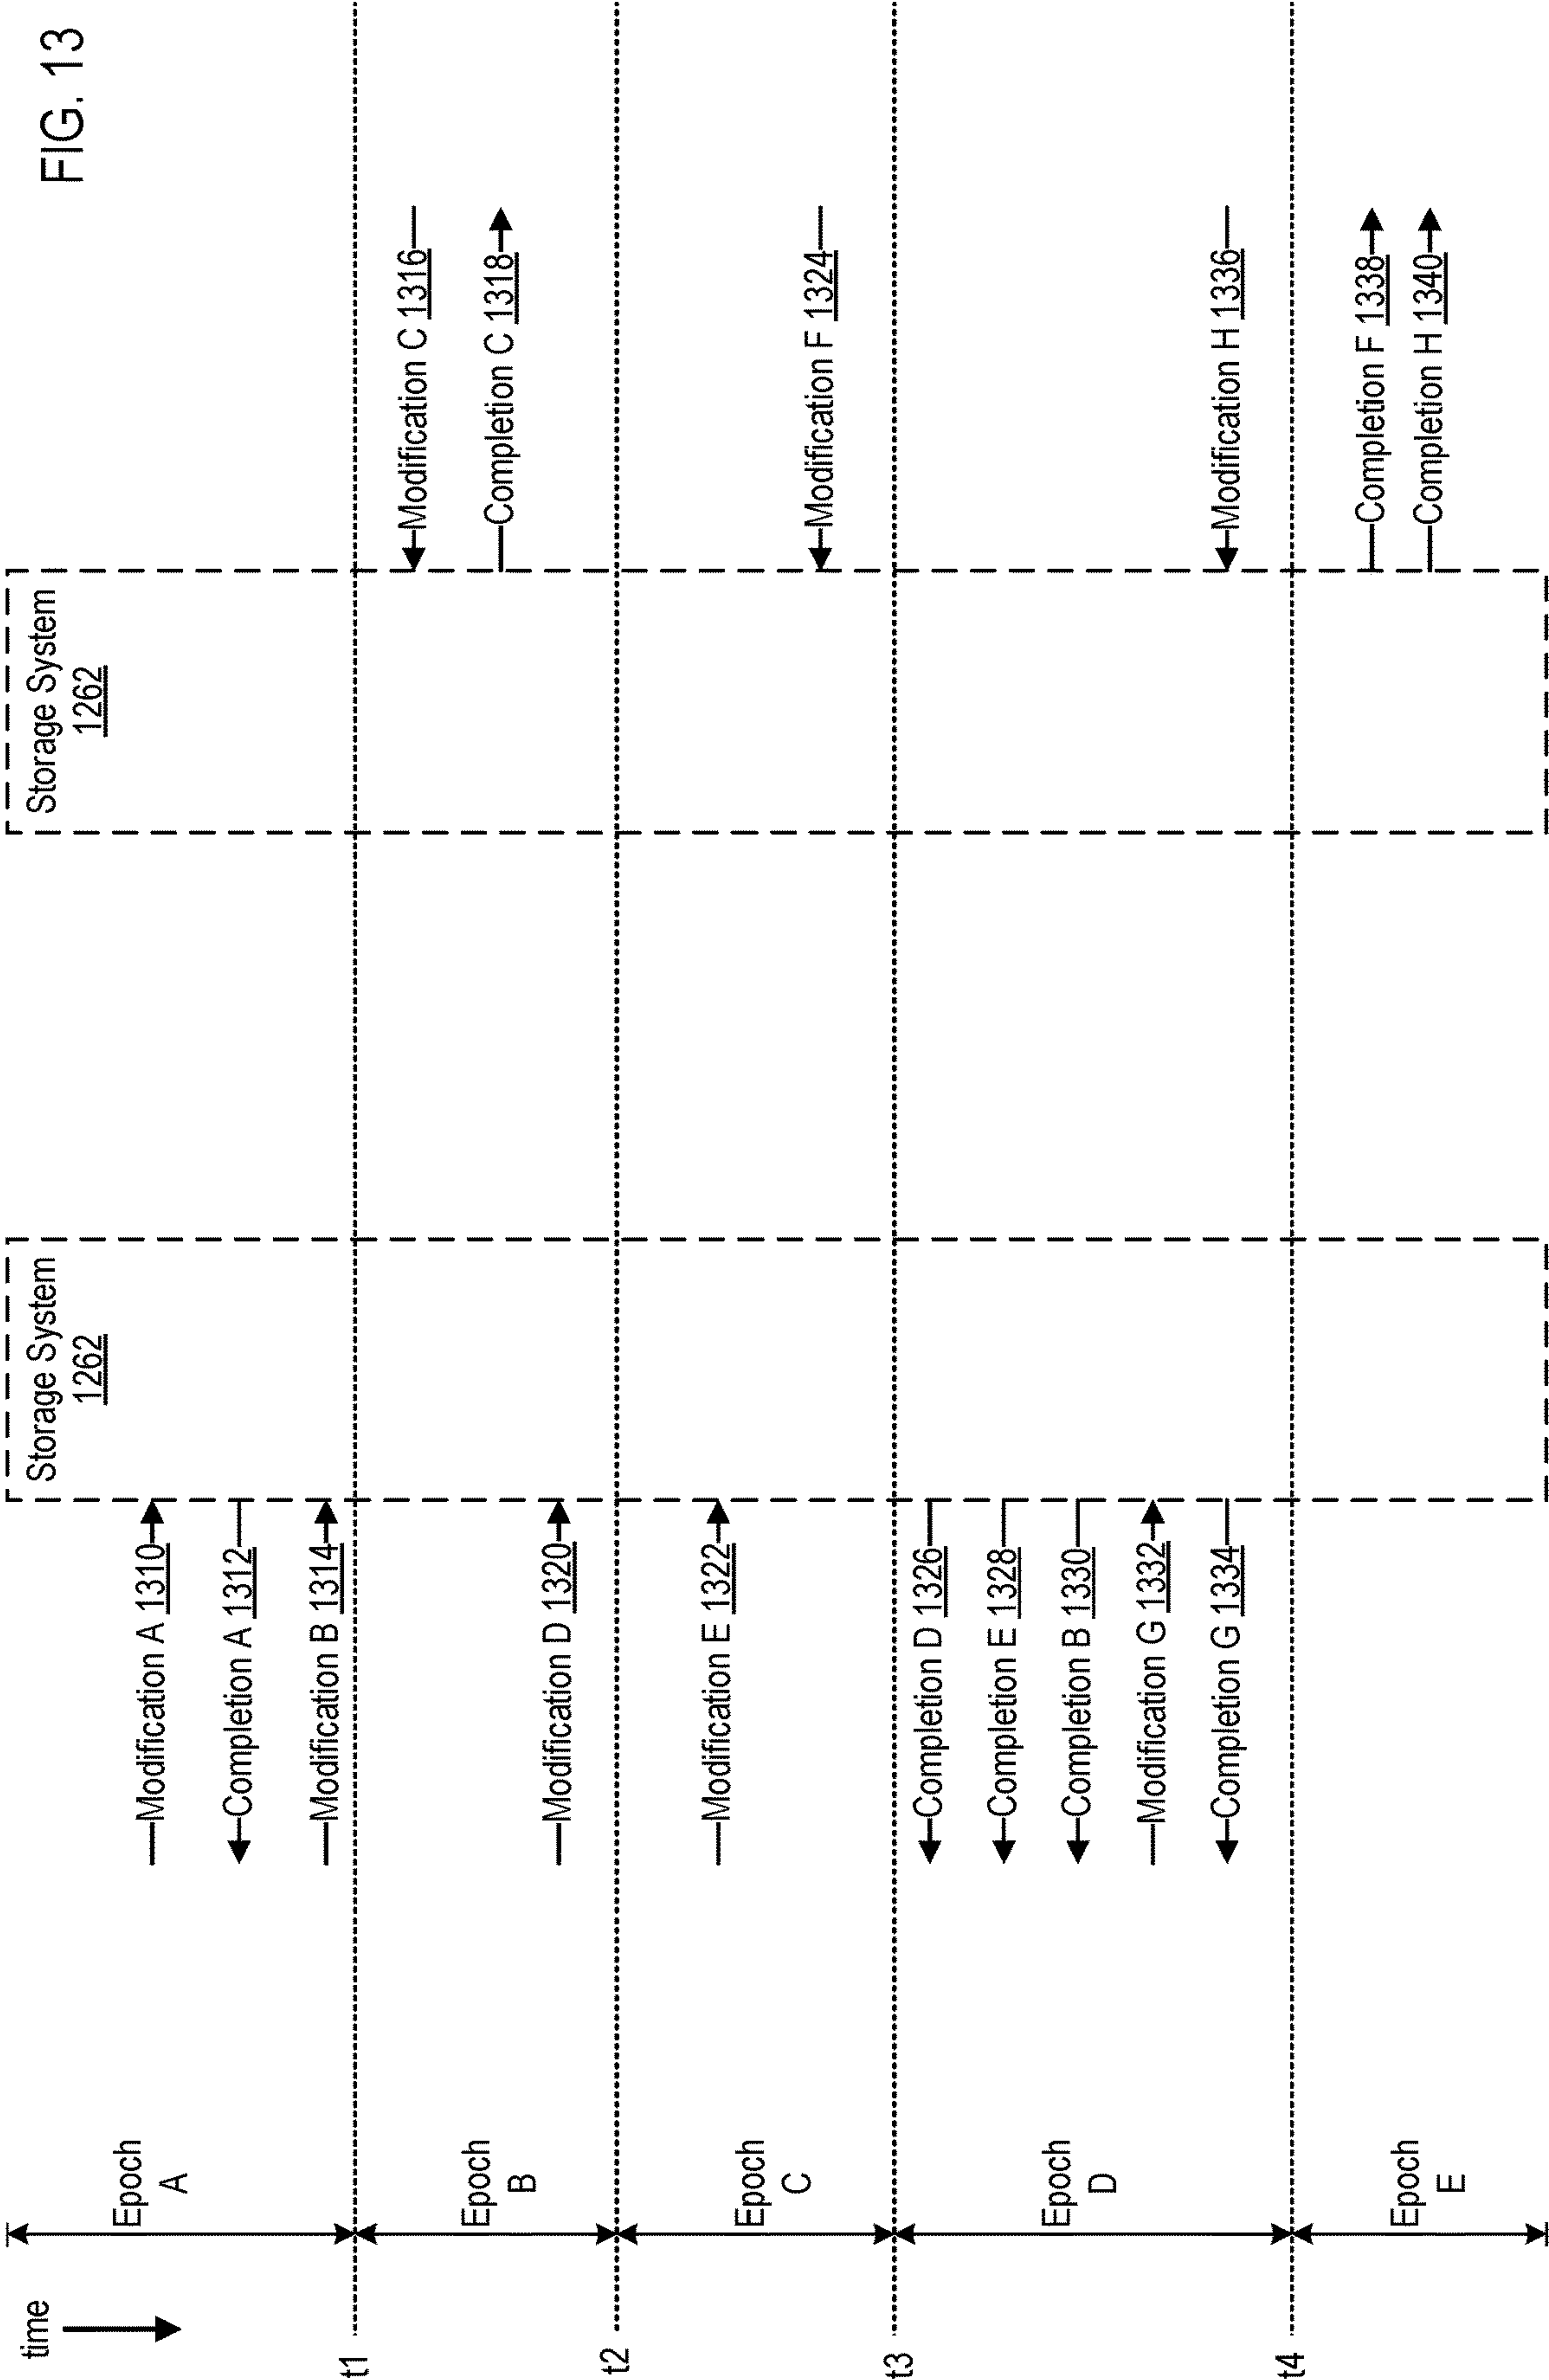 FIG. 13
time
Storage System
1262
Storage System
1262
Epoch
A
Modification A 1310
Completion A 1312
Modification B 1314
t1
Epoch
B
Modification C 1316
Completion C 1318
Modification D 1320
t2
Epoch
C
Modification E 1322
Modification F 1324
t3
Epoch
D
Completion D 1326
Completion E 1328
Completion B 1330
Modification G 1332
Completion G 1334
Modification H 1336
t4
Epoch
E
Completion F 1338
Completion H 1340